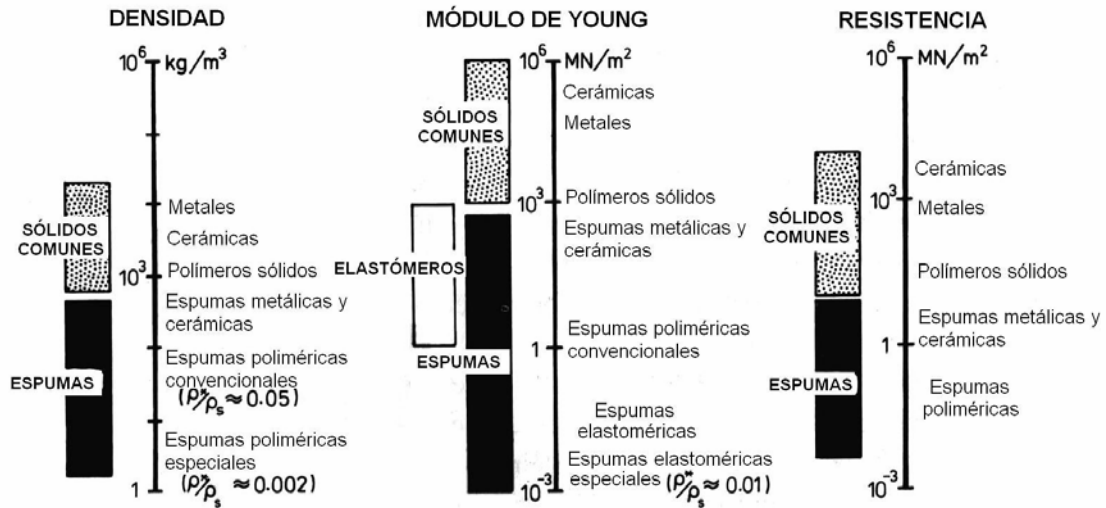 DENSIDAD
10⁶ kg/m³
SÓLIDOS
COMUNES
Metales
Cerámicas
Polímeros sólidos
10³
Espumas metálicas y
cerámicas
ESPUMAS
Espumas poliméricas
convencionales
(ρ*/ρs ≈ 0.05)
Espumas poliméricas
especiales
(ρ*/ρs ≈ 0.002)
1
MÓDULO DE YOUNG
10⁶ MN/m²
SÓLIDOS
COMUNES
Cerámicas
Metales
Polímeros sólidos
10³
Espumas metálicas y
cerámicas
ELASTÓMEROS
ESPUMAS
Espumas poliméricas
convencionales
1
Espumas
elastoméricas
Espumas elastoméricas
especiales (ρ*/ρs ≈ 0.01)
10⁻³
RESISTENCIA
10⁶ MN/m²
SÓLIDOS
COMUNES
Cerámicas
10³
Metales
Polímeros sólidos
Espumas metálicas y
cerámicas
1
ESPUMAS
Espumas
poliméricas
10⁻³